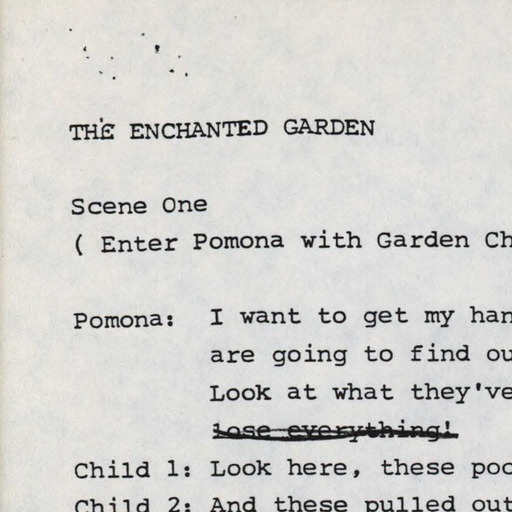 THE ENCHANTED GARDEN
Scene One
( Enter Pomona with Garden Ch
Pomona: I want to get my han
are going to find ou
Look at what they've
lose everything!
Child 1: Look here, these poo
Child 2: And these pulled out